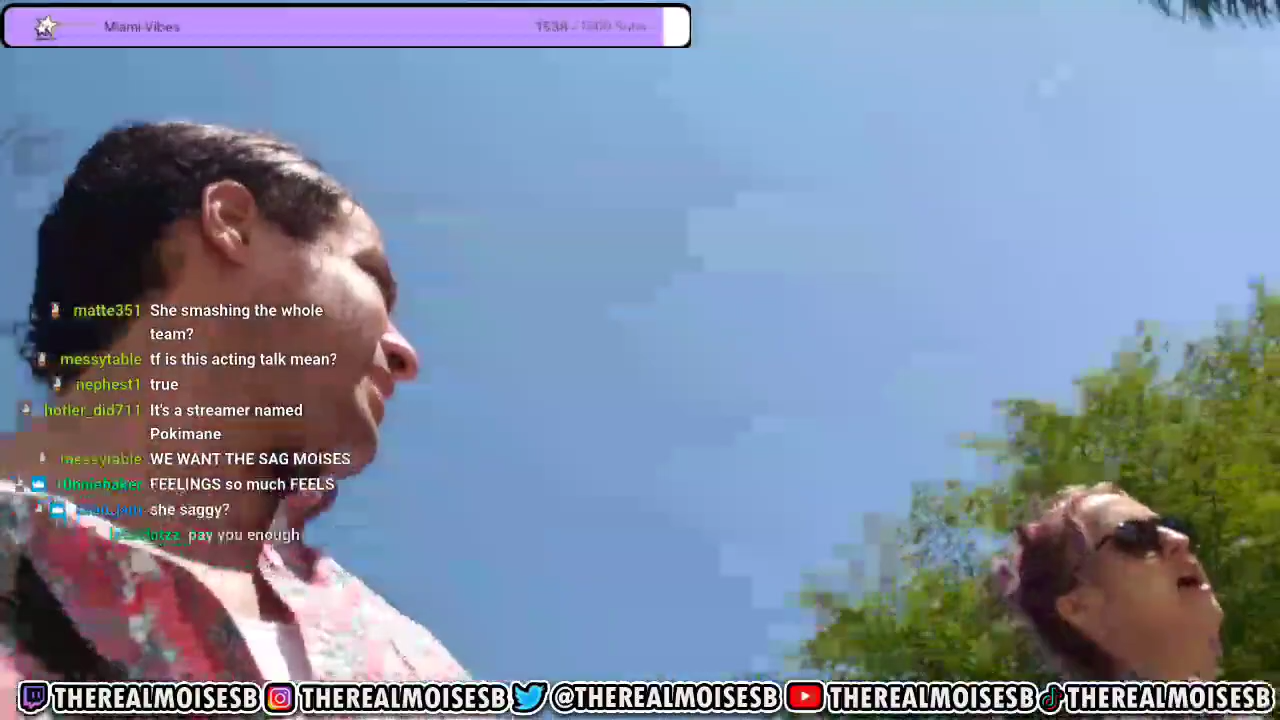 Miami Vibes
matte351 She smashing the whole
team?
messytable tf is this acting talk mean?
nephest1 true
hotler_did711 It's a streamer named
Pokimane
messytable WE WANT THE SAG MOISES
FEELINGS so much FEELS
she saggy?
pay you enough
THEREALMOISESB THEREALMOISESB @THEREALMOISESB THEREALMOISESB THEREALMOISESB